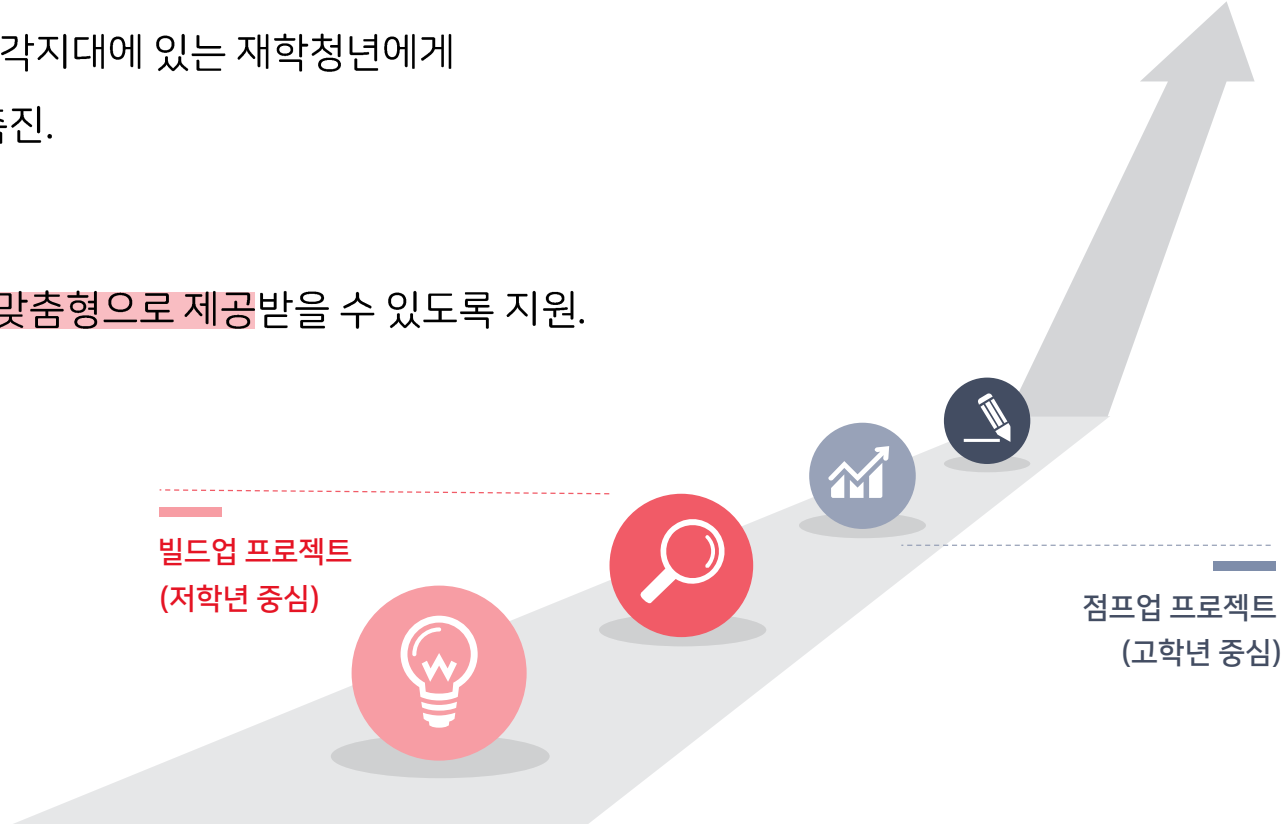 각지대에 있는 재학청년에게
촉진.
맞춤형으로 제공받을 수 있도록 지원.
빌드업 프로젝트
(저학년 중심)
점프업 프로젝트
(고학년 중심)